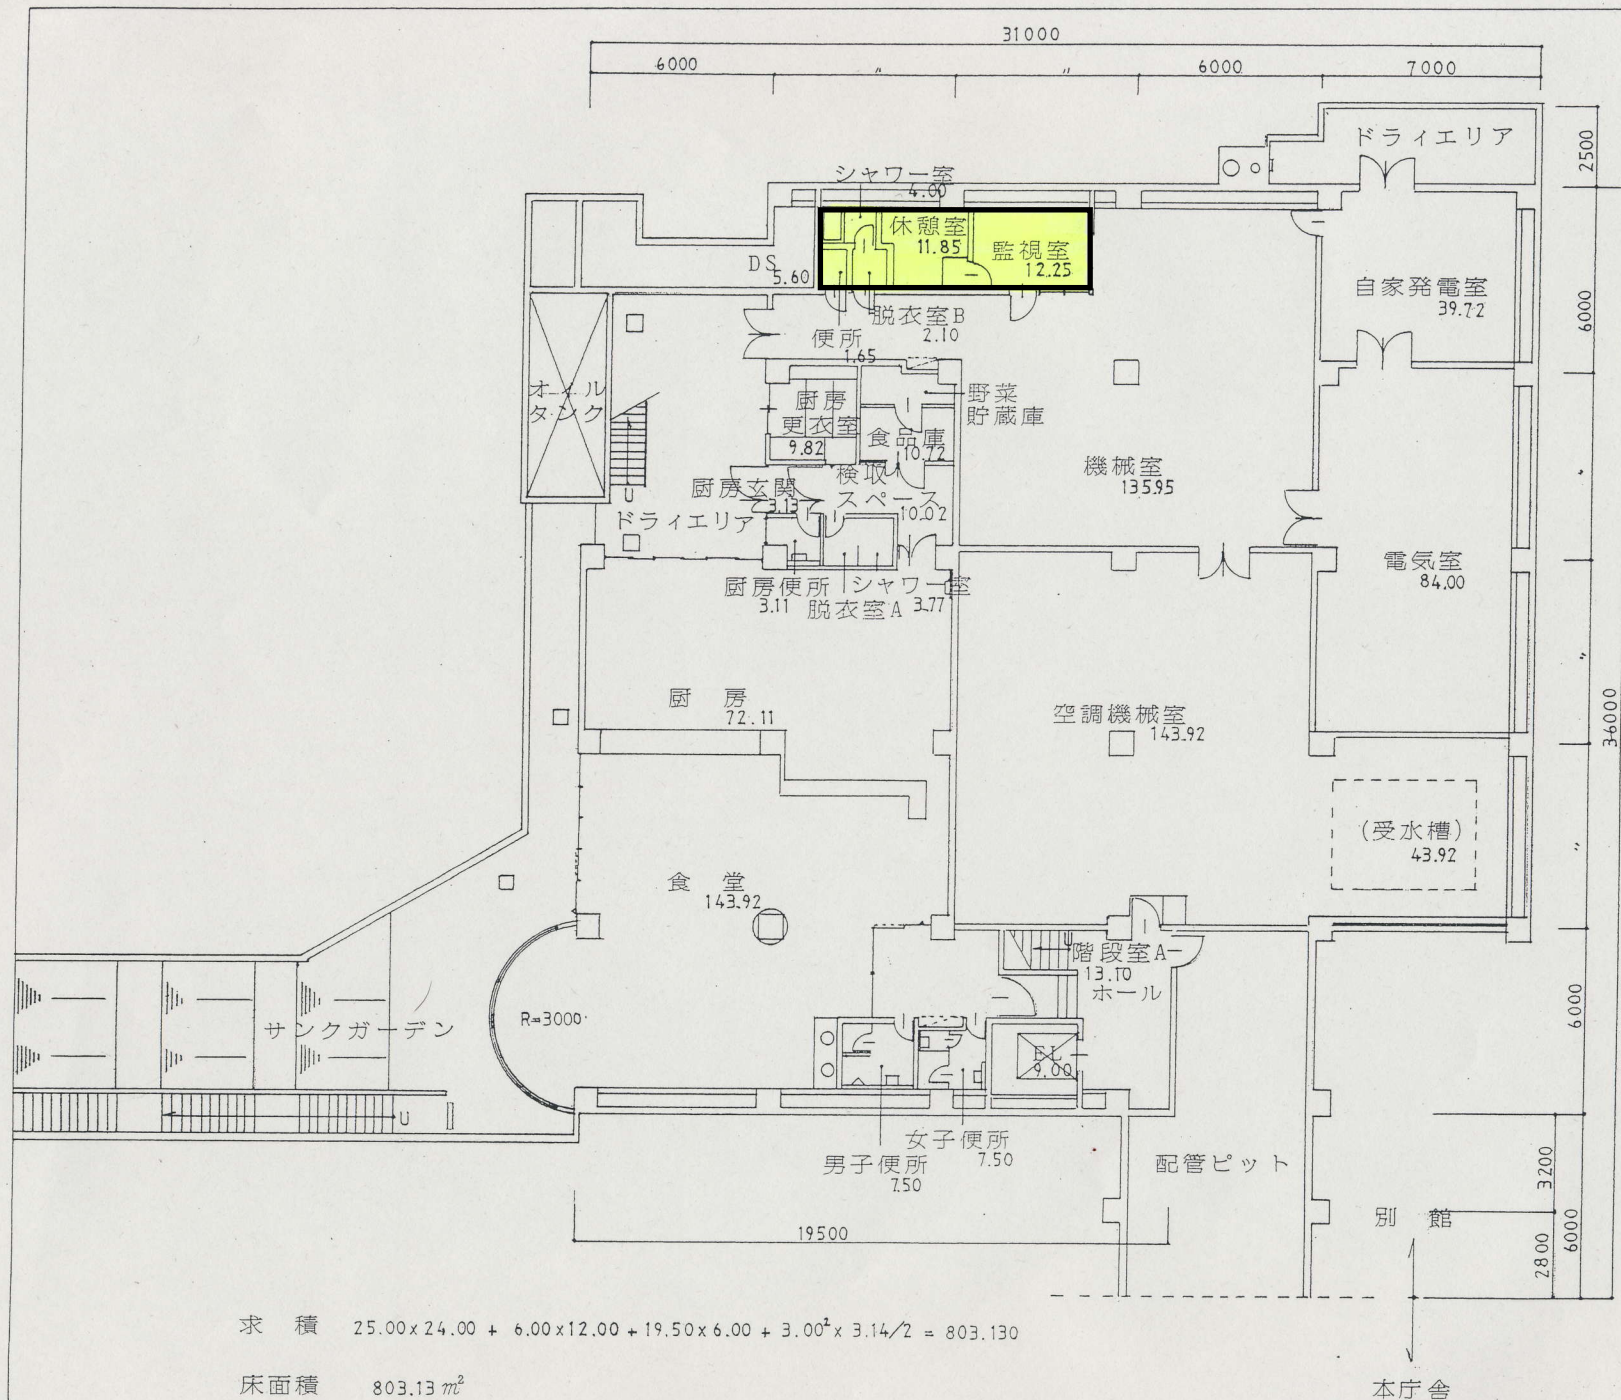 31000
6000
〃
〃
6000
7000
ドライエリア
2500
シャワー室
4.00
休憩室
11.85
監視室
12.25
DS
5.60
自家発電室
39.72
6000
脱衣室B
2.10
便所
1.65
オイル
タンク
厨房
更衣室
9.82
野菜
貯蔵庫
食品庫
10.72
機械室
135.95
〃
検収
スペース
10.02
厨房玄関
3.13
U
ドライエリア
電気室
84.00
厨房便所
3.11
シャワー室
3.77
脱衣室A
〃
厨 房
72.11
空調機械室
143.92
36000
(受水槽)
43.92
〃
食 堂
143.92
U
階段室A
13.10
ホール
サンクガーデン
R=3000
6000
EL
9.00
U
女子便所
7.50
男子便所
7.50
配管ピット
3200
別 館
19500
2800
6000
求 積 25.00x24.00 + 6.00x12.00 + 19.50x6.00 + 3.00²x 3.14/2 = 803.130
床面積 803.13 m²
本庁舎